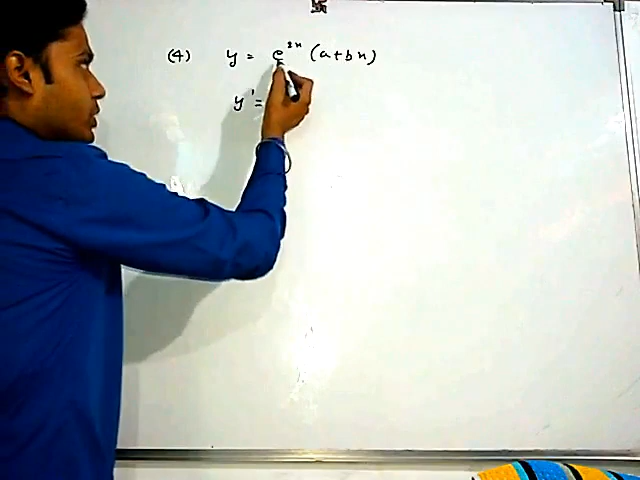 (4) y = e^{2x} (a+bx)
y' =